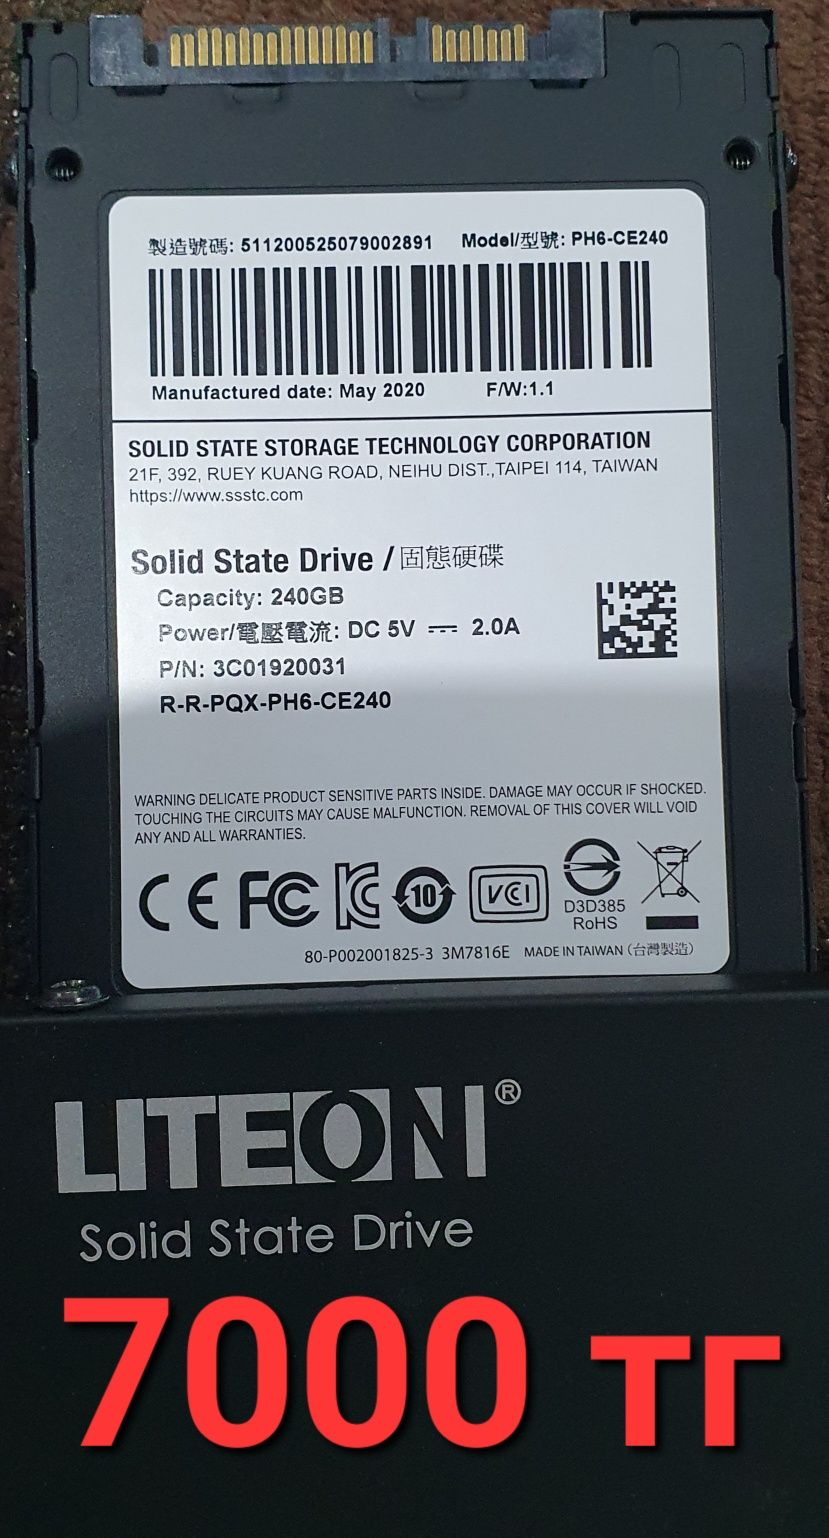 製造號碼: 511200525079002891 Model/型號: PH6-CE240
Manufactured date: May 2020 F/W:1.1
SOLID STATE STORAGE TECHNOLOGY CORPORATION
21F, 392, RUEY KUANG ROAD, NEIHU DIST.,TAIPEI 114, TAIWAN
https://www.ssstc.com
Solid State Drive / 固態硬碟
Capacity: 240GB
Power/電壓電流: DC 5V ⎓ 2.0A
P/N: 3C01920031
R-R-PQX-PH6-CE240
WARNING DELICATE PRODUCT SENSITIVE PARTS INSIDE. DAMAGE MAY OCCUR IF SHOCKED.
TOUCHING THE CIRCUITS MAY CAUSE MALFUNCTION. REMOVAL OF THIS COVER WILL VOID
ANY AND ALL WARRANTIES.
CE FC KC 10 VCI
D3D385
RoHS
80-P002001825-3 3M7816E MADE IN TAIWAN (台灣製造)
LITEON®
Solid State Drive
7000 тг